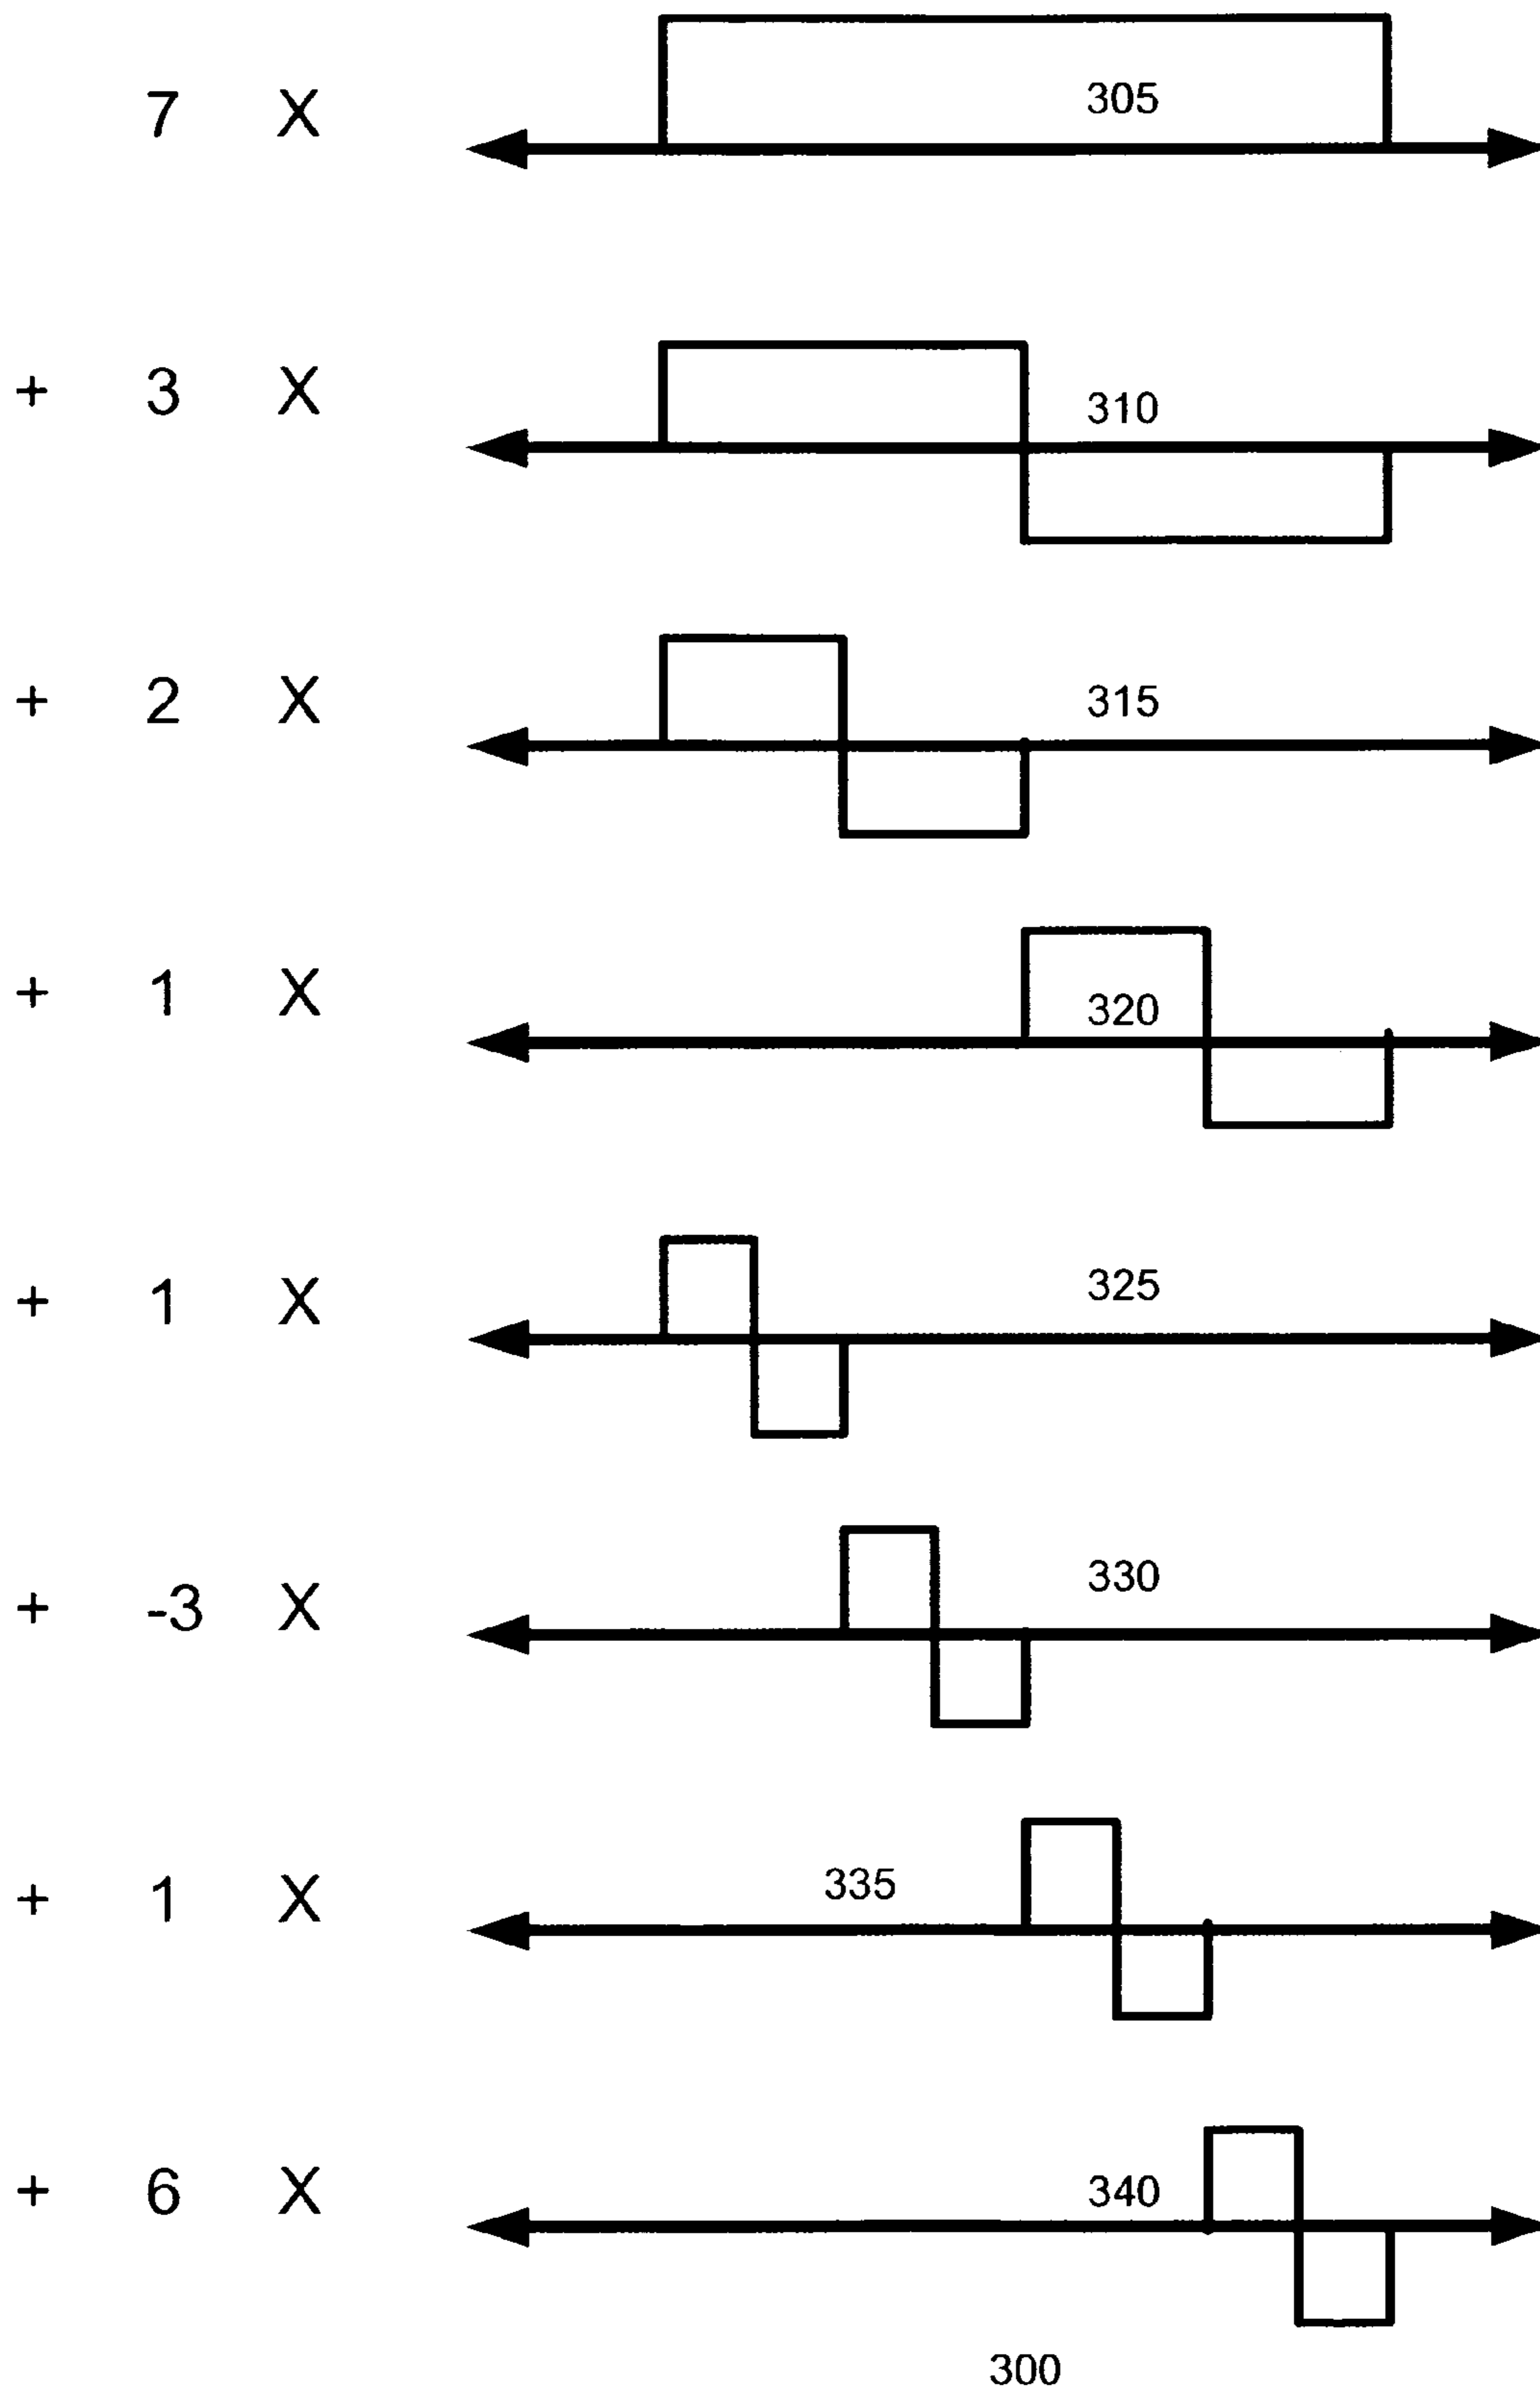 7 X 305
+ 3 X 310
+ 2 X 315
+ 1 X 320
+ 1 X 325
+ -3 X 330
+ 1 X 335
+ 6 X 340
300